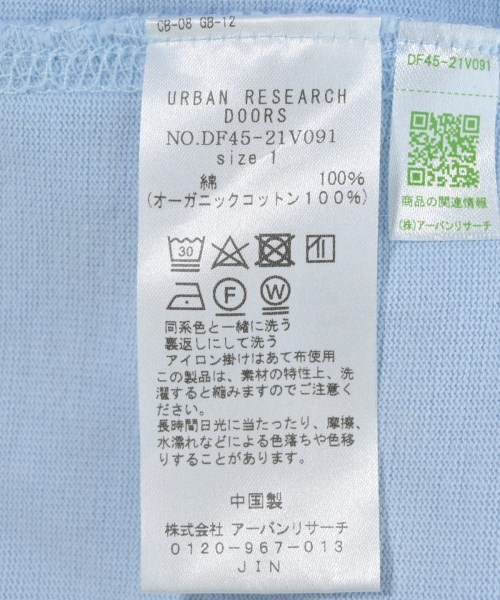 CB-08 GB-12
URBAN RESEARCH
DOORS
NO.DF45-21V091
size 1
綿 100%
(オーガニックコットン100%)
30
F W
同系色と一緒に洗う
裏返しにして洗う
アイロン掛けはあて布使用
この製品は、素材の特性上、洗
濯すると縮みますのでご注意く
ださい。
長時間日光に当たったり、摩擦、
水濡れなどによる色落ちや色移
りすることがあります。
中国製
株式会社 アーバンリサーチ
0120-967-013
JIN
DF45-21V091
商品の関連情報
(株)アーバンリサーチ